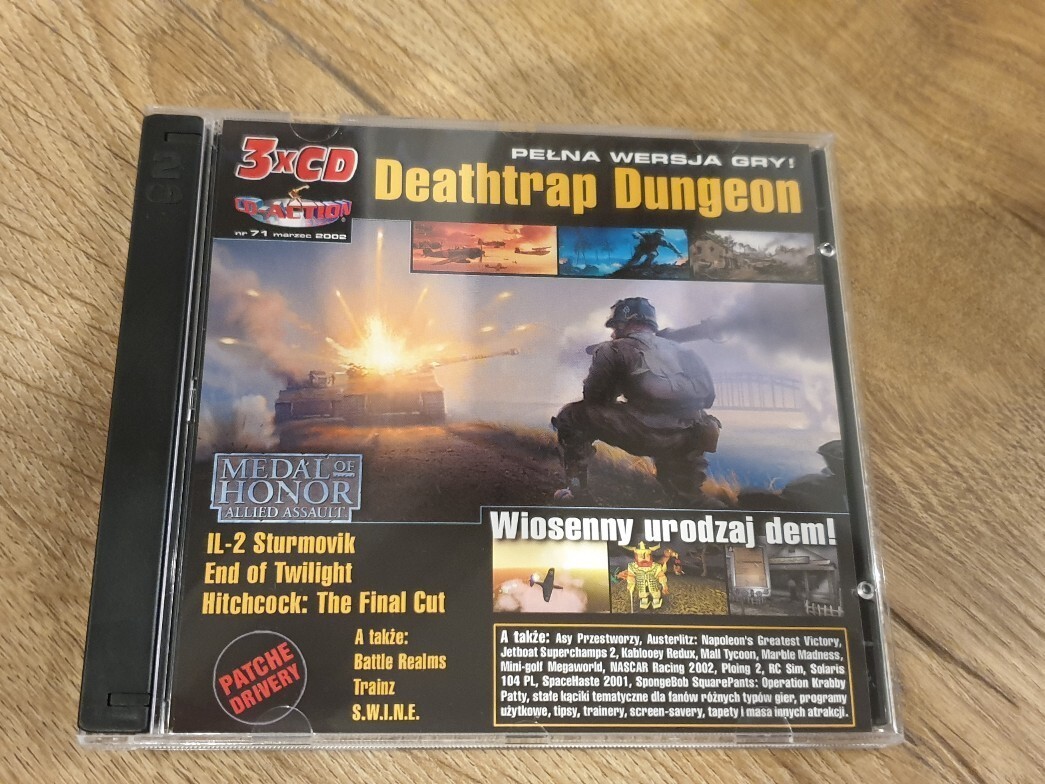 3xCD
CD-ACTION
nr 71 marzec 2002
PEŁNA WERSJA GRY!
Deathtrap Dungeon
MEDAL OF
HONOR
ALLIED ASSAULT
IL-2 Sturmovik
End of Twilight
Hitchcock: The Final Cut
PATCHE
DRIVERY
A także:
Battle Realms
Trainz
S.W.I.N.E.
Wiosenny urodzaj dem!
A także: Asy Przestworzy, Austerlitz: Napoleon's Greatest Victory,
Jetboat Superchamps 2, Kablooey Redux, Mall Tycoon, Marble Madness,
Mini-golf Megaworld, NASCAR Racing 2002, Ploing 2, RC Sim, Solaris
104 PL, SpaceHaste 2001, SpongeBob SquarePants: Operation Krabby
Patty, stałe kąciki tematyczne dla fanów różnych typów gier, programy
użytkowe, tipsy, trainery, screen-savery, tapety i masa innych atrakcji.